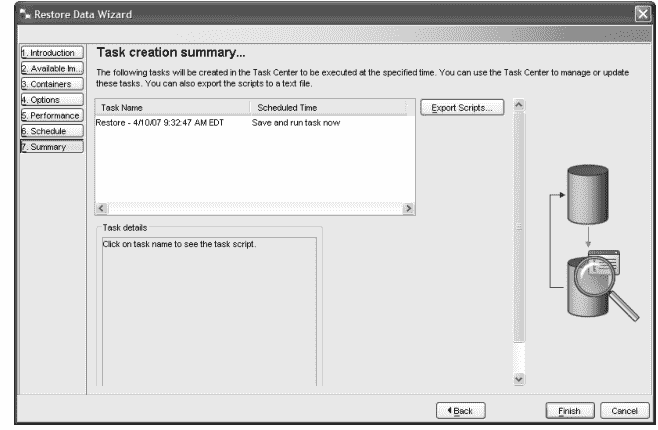 Restore Data Wizard
1. Introduction
2. Available Im...
3. Containers
4. Options
5. Performance
6. Schedule
7. Summary
Task creation summary...
The following tasks will be created in the Task Center to be executed at the specified time. You can use the Task Center to manage or update
these tasks. You can also export the scripts to a text file.
Task Name Scheduled Time
Restore - 4/10/07 9:32:47 AM EDT Save and run task now
Export Scripts...
Task details
Click on task name to see the task script.
Back
Finish
Cancel